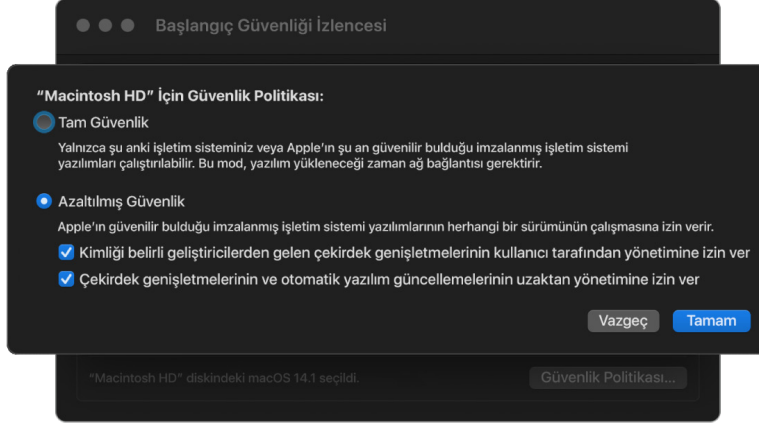 Başlangıç Güvenliği İzlencesi
“Macintosh HD” İçin Güvenlik Politikası:
Tam Güvenlik
Yalnızca şu anki işletim sisteminiz veya Apple’ın şu an güvenilir bulduğu imzalanmış işletim sistemi
yazılımları çalıştırılabilir. Bu mod, yazılım yükleneceği zaman ağ bağlantısı gerektirir.
Azaltılmış Güvenlik
Apple’ın güvenilir bulduğu imzalanmış işletim sistemi yazılımlarının herhangi bir sürümünün çalışmasına izin verir.
Kimliği belirli geliştiricilerden gelen çekirdek genişletmelerinin kullanıcı tarafından yönetimine izin ver
Çekirdek genişletmelerinin ve otomatik yazılım güncellemelerinin uzaktan yönetimine izin ver
Vazgeç
Tamam
“Macintosh HD” diskindeki macOS 14.1 seçildi.
Güvenlik Politikası...